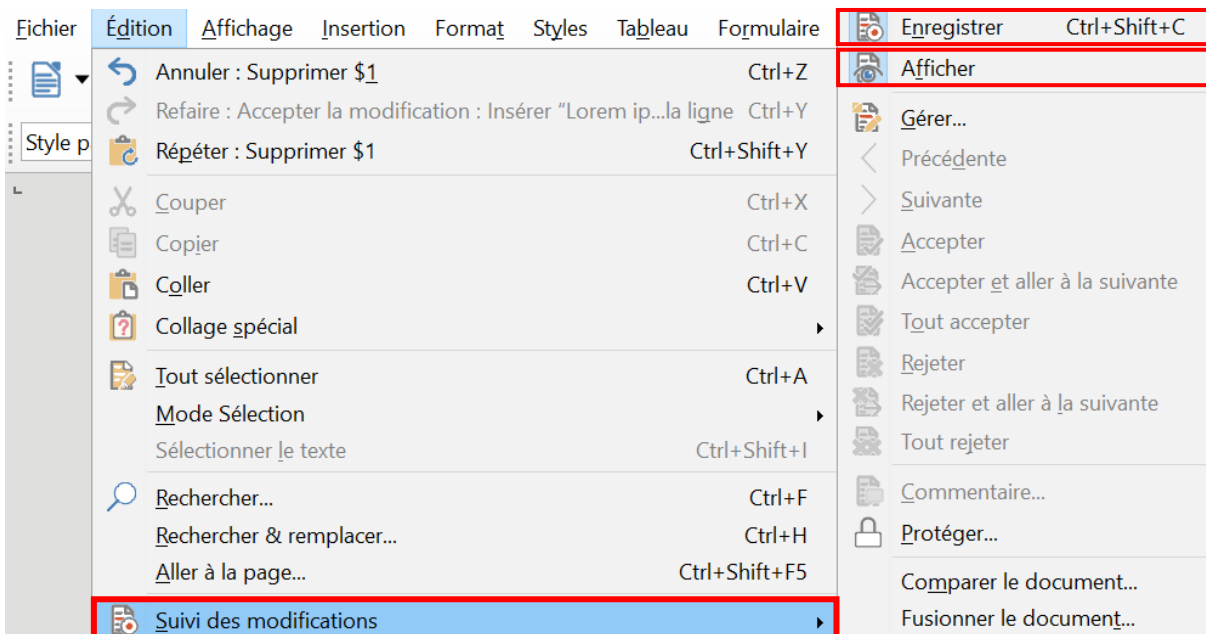 Fichier Édition Affichage Insertion Format Styles Tableau Formulaire
Style p
Annuler : Supprimer $1 Ctrl+Z
Refaire : Accepter la modification : Insérer “Lorem ip...la ligne Ctrl+Y
Répéter : Supprimer $1 Ctrl+Shift+Y
Couper Ctrl+X
Copier Ctrl+C
Coller Ctrl+V
Collage spécial
Tout sélectionner Ctrl+A
Mode Sélection
Sélectionner le texte Ctrl+Shift+I
Rechercher... Ctrl+F
Rechercher & remplacer... Ctrl+H
Aller à la page... Ctrl+Shift+F5
Suivi des modifications
Enregistrer Ctrl+Shift+C
Afficher
Gérer...
Précédente
Suivante
Accepter
Accepter et aller à la suivante
Tout accepter
Rejeter
Rejeter et aller à la suivante
Tout rejeter
Commentaire...
Protéger...
Comparer le document...
Fusionner le document...